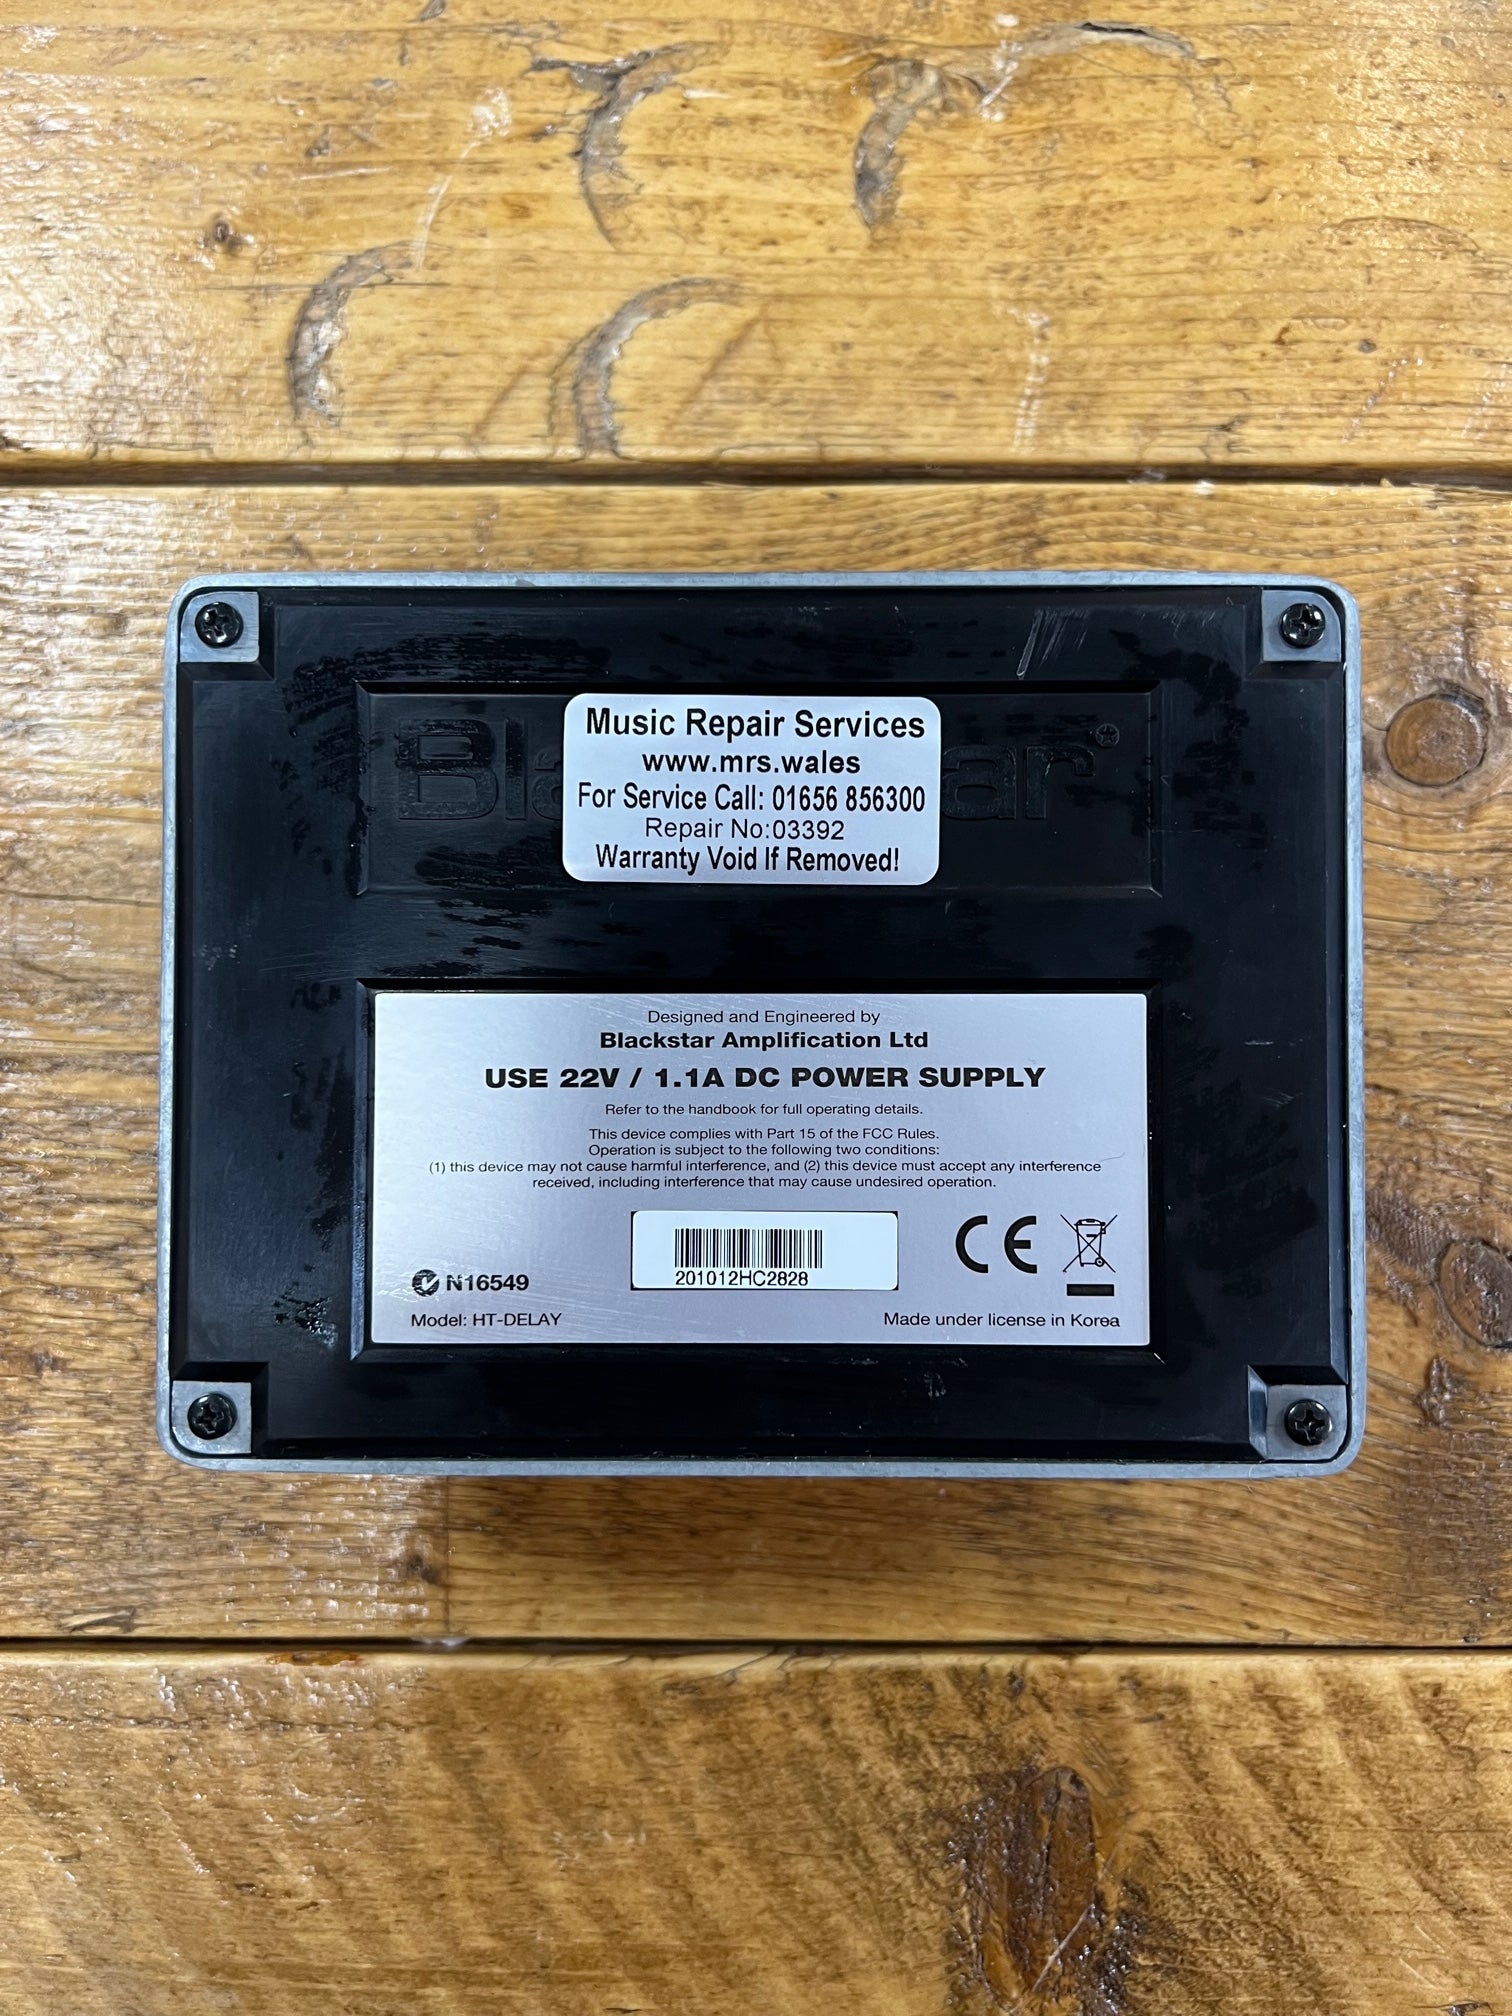 Music Repair Services
www.mrs.wales
For Service Call: 01656 856300
Repair No:03392
Warranty Void If Removed!
Designed and Engineered by
Blackstar Amplification Ltd
USE 22V / 1.1A DC POWER SUPPLY
Refer to the handbook for full operating details.
This device complies with Part 15 of the FCC Rules.
Operation is subject to the following two conditions:
(1) this device may not cause harmful interference, and (2) this device must accept any interference
received, including interference that may cause undesired operation.
201012HC2828
CE
N16549
Model: HT-DELAY
Made under license in Korea